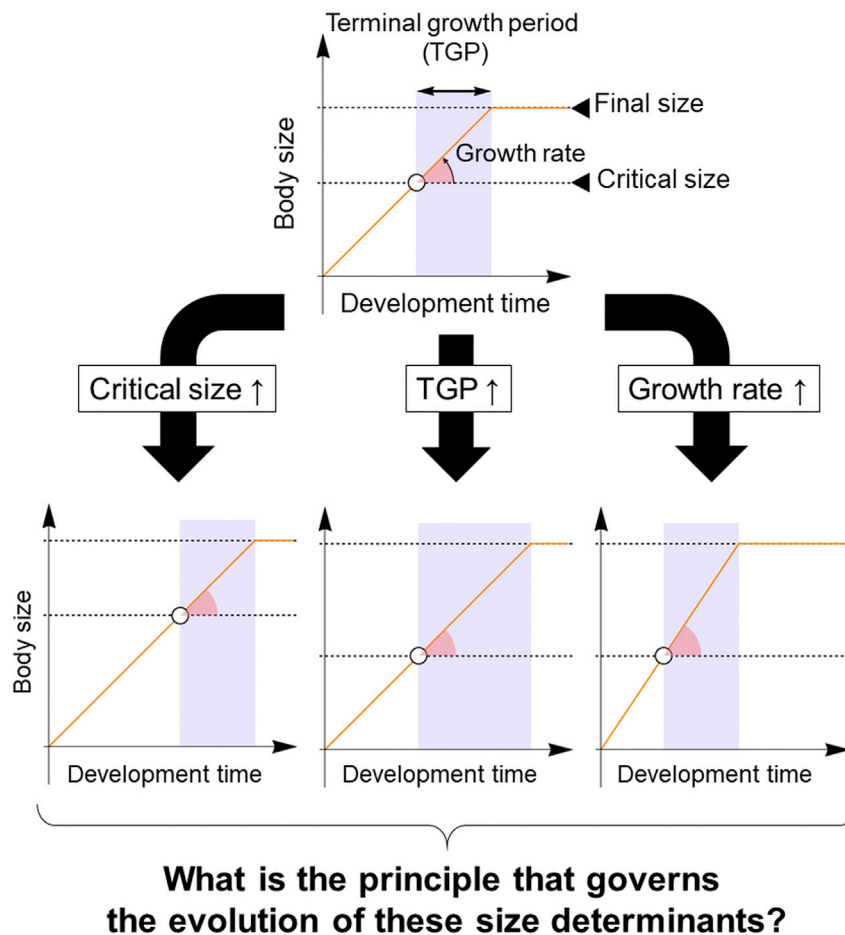 Terminal growth period
(TGP)
Final size
Growth rate
Critical size
Body size
Development time
Critical size ↑
TGP ↑
Growth rate ↑
Body size
Development time
Development time
Development time
What is the principle that governs
the evolution of these size determinants?